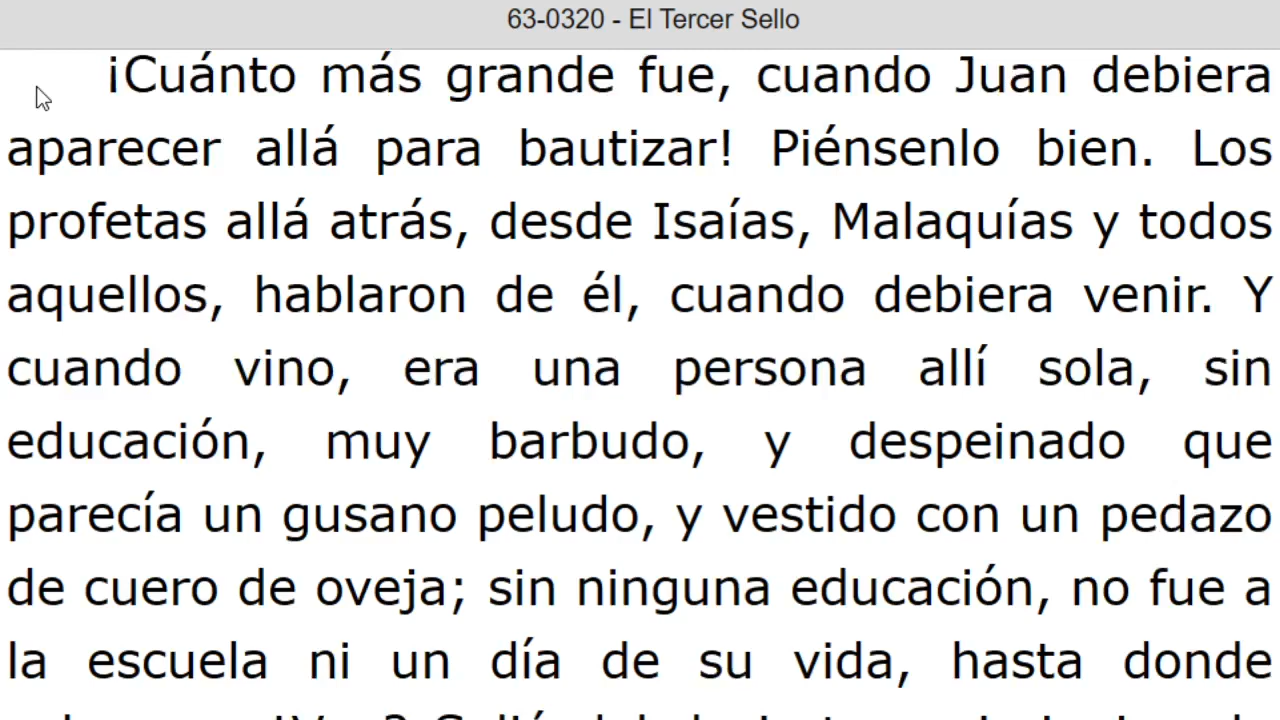 63-0320 - El Tercer Sello
¡Cuánto más grande fue, cuando Juan debiera
aparecer allá para bautizar! Piénsenlo bien. Los
profetas allá atrás, desde Isaías, Malaquías y todos
aquellos, hablaron de él, cuando debiera venir. Y
cuando vino, era una persona allí sola, sin
educación, muy barbudo, y despeinado que
parecía un gusano peludo, y vestido con un pedazo
de cuero de oveja; sin ninguna educación, no fue a
la escuela ni un día de su vida, hasta donde